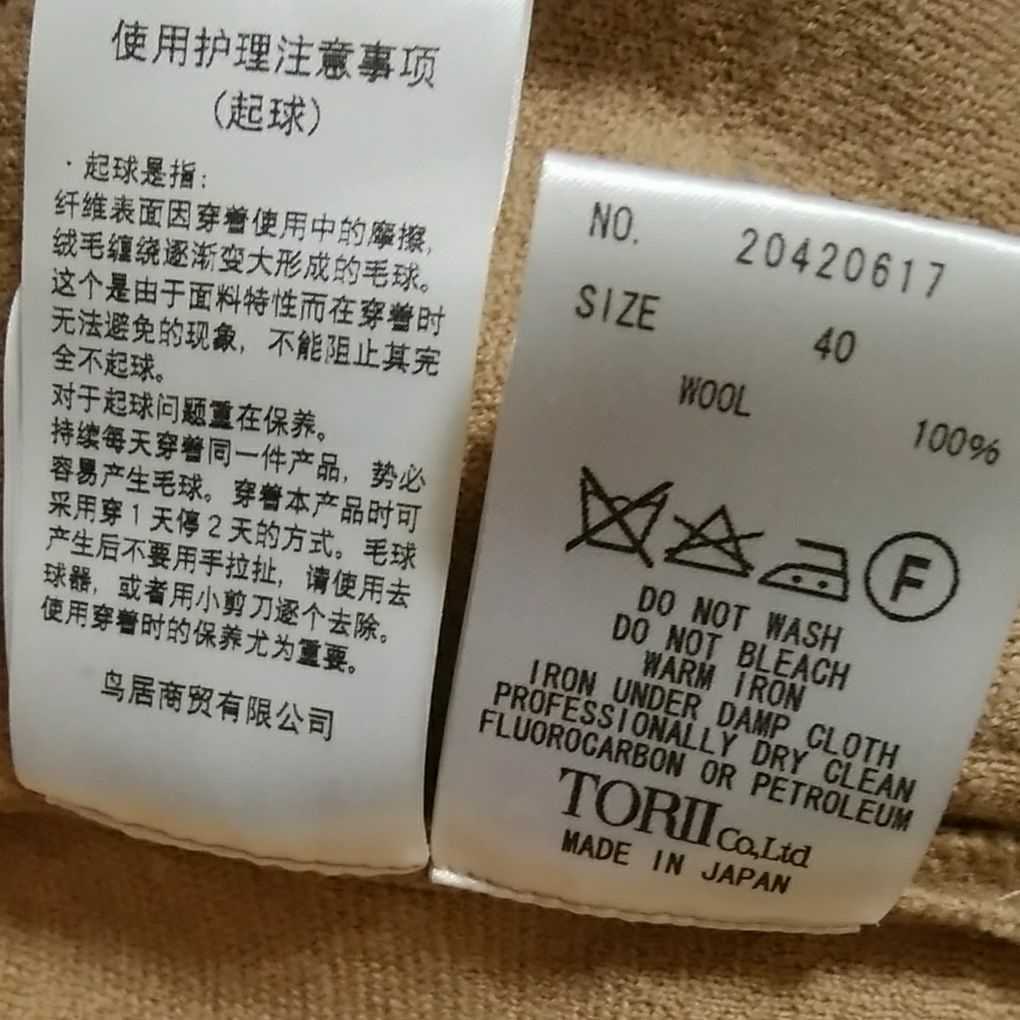 使用护理注意事项
(起球)
·起球是指:
纤维表面因穿着使用中的摩擦,
绒毛缠绕逐渐变大形成的毛球。
这个是由于面料特性而在穿着时
无法避免的现象, 不能阻止其完
全不起球。
对于起球问题重在保养。
持续每天穿着同一件产品, 势必
容易产生毛球。穿着本产品时可
采用穿1天停2天的方式。毛球
产生后不要用手拉扯, 请使用去
球器, 或者用小剪刀逐个去除。
使用穿着时的保养尤为重要。
鸟居商贸有限公司
NO. 20420617
SIZE 40
WOOL 100%
F
DO NOT WASH
DO NOT BLEACH
WARM IRON
IRON UNDER DAMP CLOTH
PROFESSIONALLY DRY CLEAN
FLUOROCARBON OR PETROLEUM
TORII Co,Ltd
MADE IN JAPAN